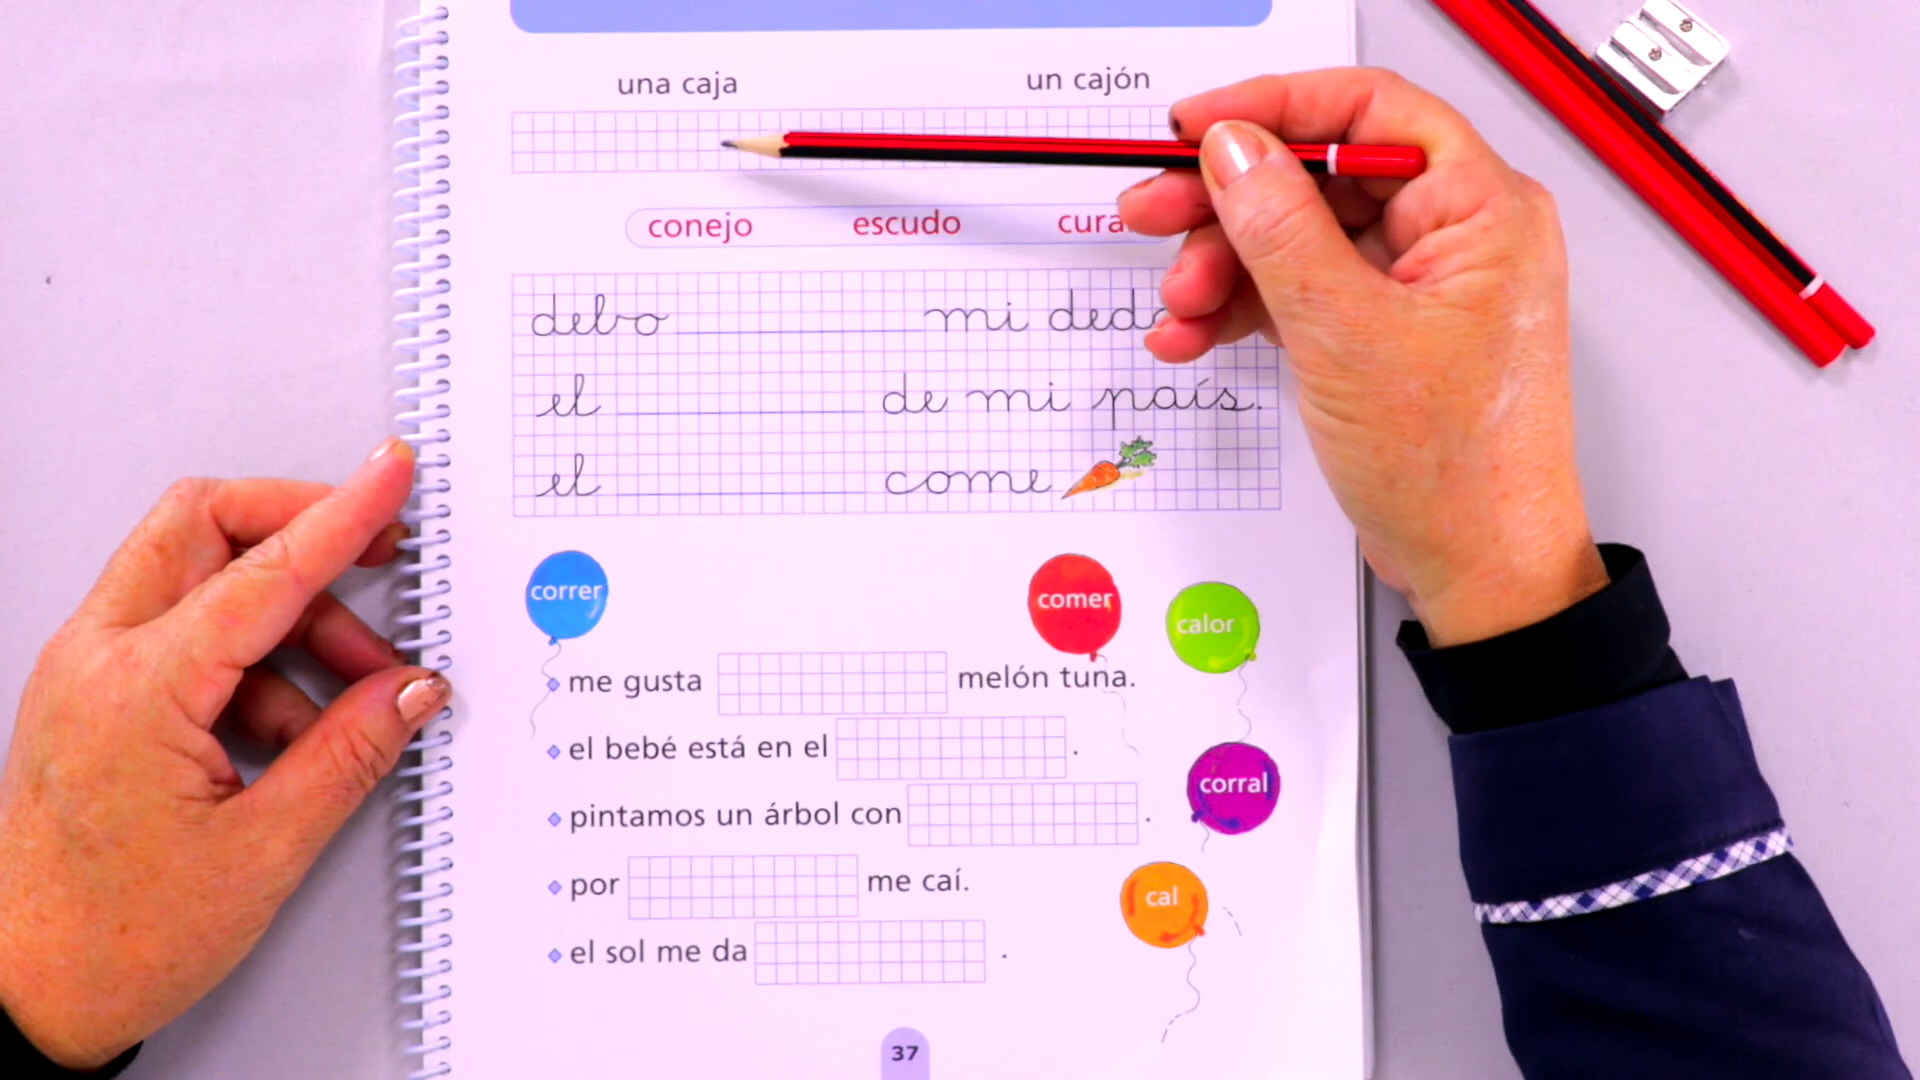 una caja un cajón
conejo escudo
debo mi
el de mi país.
el come
correr
comer
calor
me gusta melón tuna.
el bebé está en el .
corral
pintamos un árbol con .
por me caí.
cal
el sol me da .
37